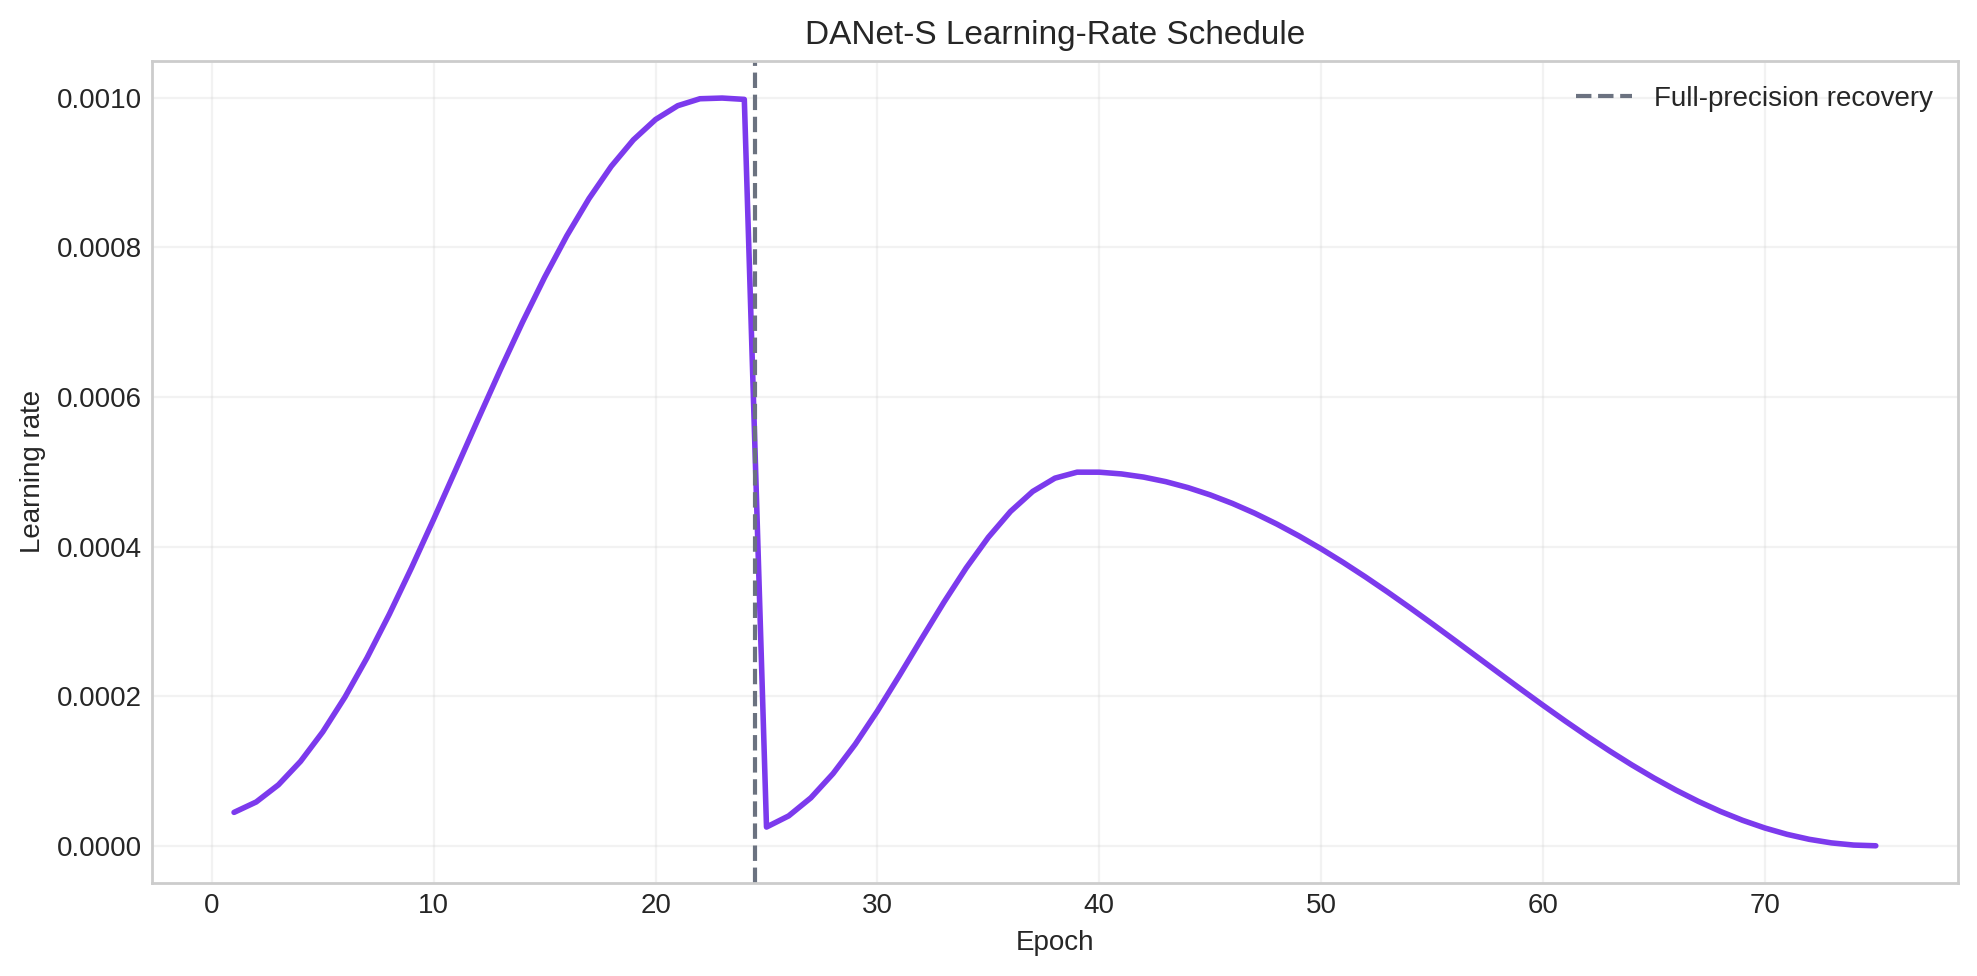 DANet-S Learning-Rate Schedule
Full-precision recovery
Learning rate
0.0010
0.0008
0.0006
0.0004
0.0002
0.0000
0 10 20 30 40 50 60 70
Epoch